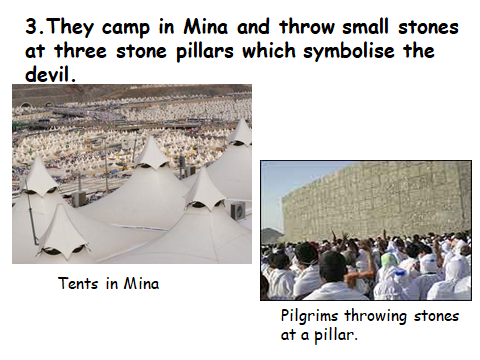 3.They camp in Mina and throw small stones
at three stone pillars which symbolise the
devil.
Tents in Mina
Pilgrims throwing stones
at a pillar.